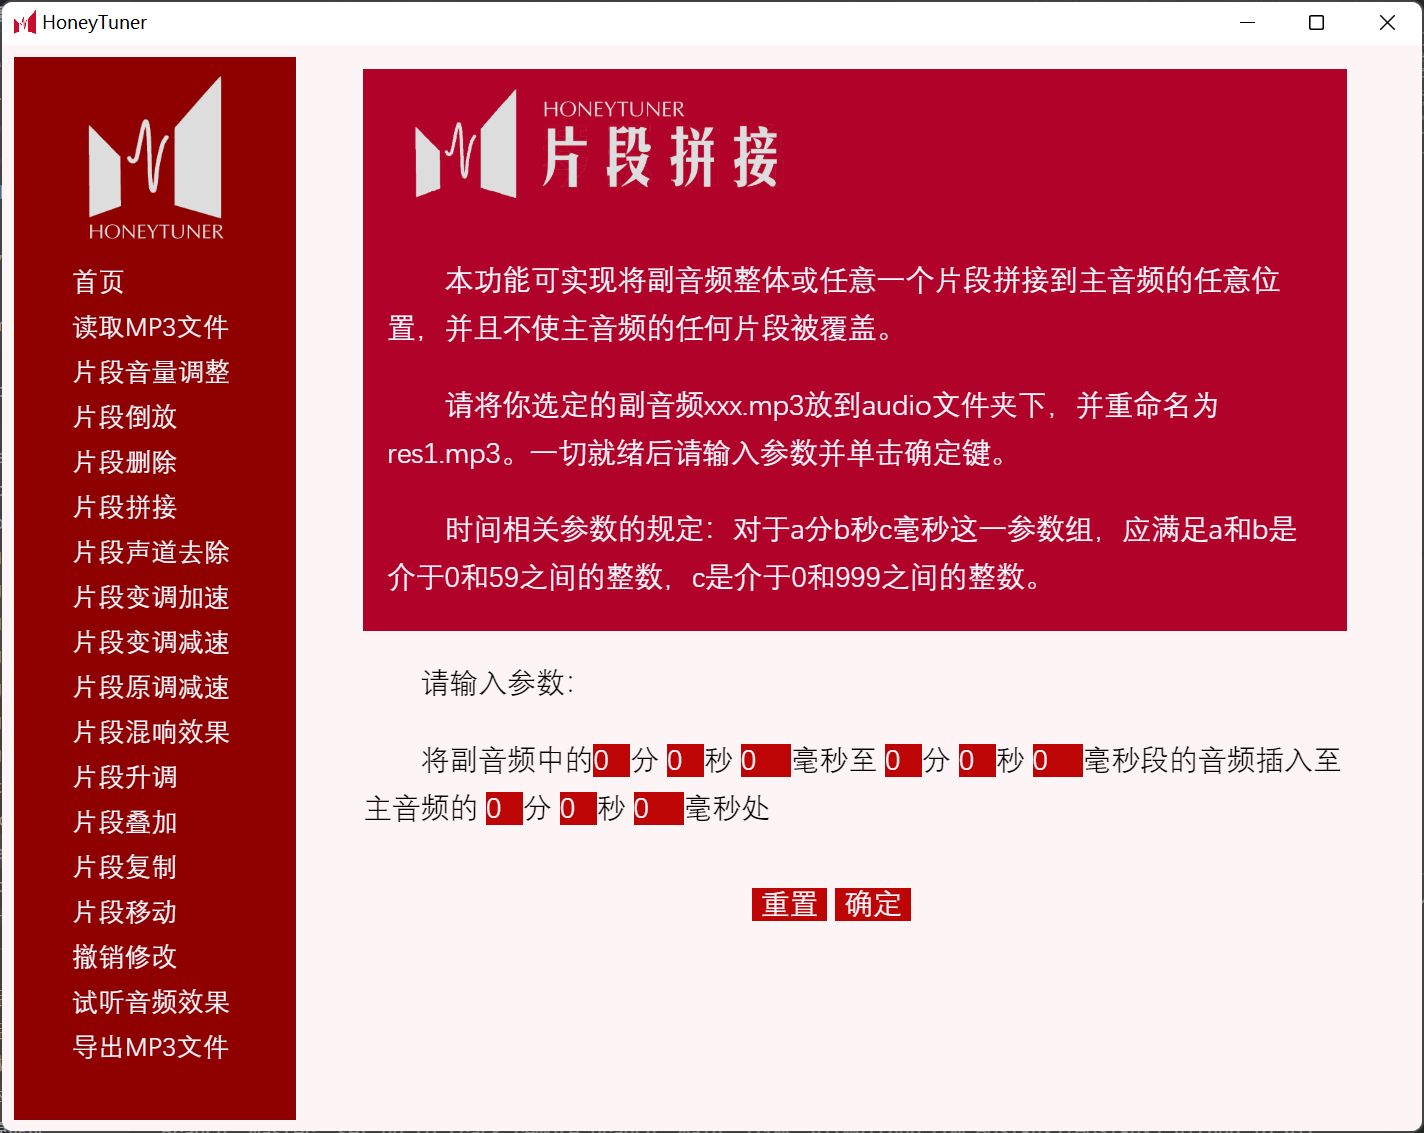 HoneyTuner
HONEYTUNER
首页
读取MP3文件
片段音量调整
片段倒放
片段删除
片段拼接
片段声道去除
片段变调加速
片段变调减速
片段原调减速
片段混响效果
片段升调
片段叠加
片段复制
片段移动
撤销修改
试听音频效果
导出MP3文件
HONEYTUNER
片段拼接
本功能可实现将副音频整体或任意一个片段拼接到主音频的任意位
置，并且不使主音频的任何片段被覆盖。
请将你选定的副音频xxx.mp3放到audio文件夹下，并重命名为
res1.mp3。一切就绪后请输入参数并单击确定键。
时间相关参数的规定：对于a分b秒c毫秒这一参数组，应满足a和b是
介于0和59之间的整数，c是介于0和999之间的整数。
请输入参数：
将副音频中的0 分 0 秒 0 毫秒至 0 分 0 秒 0 毫秒段的音频插入至
主音频的 0 分 0 秒 0 毫秒处
重置 确定